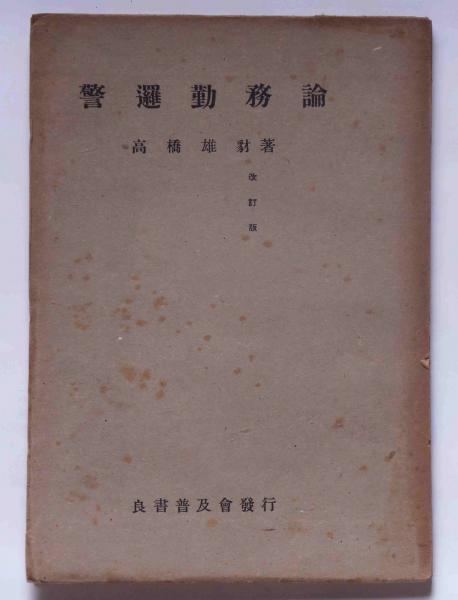 警邏勤務論
高橋雄豺著
改訂版
良書普及會發行